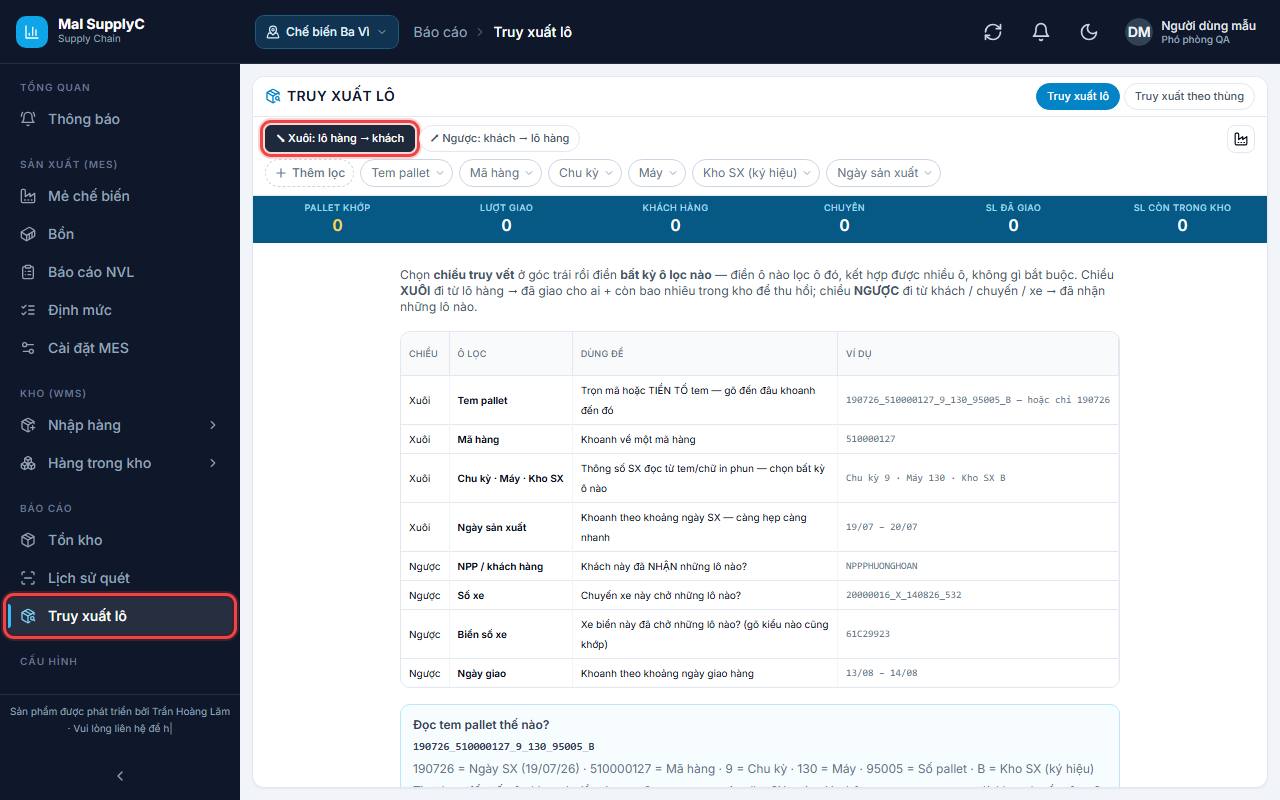 Mal SupplyC
Supply Chain
TỔNG QUAN
Thông báo
SẢN XUẤT (MES)
Mẻ chế biến
Bồn
Báo cáo NVL
Định mức
Cài đặt MES
KHO (WMS)
Nhập hàng
Hàng trong kho
BÁO CÁO
Tồn kho
Lịch sử quét
Truy xuất lô
CẤU HÌNH
Sản phẩm được phát triển bởi Trần Hoàng Lâm
· Vui lòng liên hệ để h
Chế biến Ba Vì
Báo cáo
Truy xuất lô
DM
Người dùng mẫu
Phó phòng QA
TRUY XUẤT LÔ
Truy xuất lô
Truy xuất theo thùng
Xuôi: lô hàng → khách
Ngược: khách → lô hàng
Thêm lọc
Tem pallet
Mã hàng
Chu kỳ
Máy
Kho SX (ký hiệu)
Ngày sản xuất
PALLET KHỚP
0
LƯỢT GIAO
0
KHÁCH HÀNG
0
CHUYẾN
0
SL ĐÃ GIAO
0
SL CÒN TRONG KHO
0
Chọn chiều truy vết ở góc trái rồi điền bất kỳ ô lọc nào — điền ô nào lọc ô đó, kết hợp được nhiều ô, không gì bắt buộc. Chiều
XUÔI đi từ lô hàng → đã giao cho ai + còn bao nhiêu trong kho để thu hồi; chiều NGƯỢC đi từ khách / chuyến / xe → đã nhận
những lô nào.
CHIỀU Ô LỌC DÙNG ĐỂ VÍ DỤ
Xuôi Tem pallet Trọn mã hoặc TIỀN TỐ tem — gõ đến đâu khoanh
đến đó
190726_510000127_9_130_95005_B — hoặc chỉ 190726
Xuôi Mã hàng Khoanh về một mã hàng 510000127
Xuôi Chu kỳ · Máy · Kho SX Thông số SX đọc từ tem/chữ in phun — chọn bất kỳ
ô nào
Chu kỳ 9 · Máy 130 · Kho SX B
Xuôi Ngày sản xuất Khoanh theo khoảng ngày SX — càng hẹp càng
nhanh
19/07 – 20/07
Ngược NPP / khách hàng Khách này đã NHẬN những lô nào? NPPPHUONGHOAN
Ngược Số xe Chuyến xe này chở những lô nào? 20000016_X_140826_532
Ngược Biển số xe Xe biển này đã chở những lô nào? (gõ kiểu nào cũng
khớp)
61C29923
Ngược Ngày giao Khoanh theo khoảng ngày giao hàng 13/08 – 14/08
Đọc tem pallet thế nào?
190726_510000127_9_130_95005_B
190726 = Ngày SX (19/07/26) · 510000127 = Mã hàng · 9 = Chu kỳ · 130 = Máy · 95005 = Số pallet · B = Kho SX (ký hiệu)